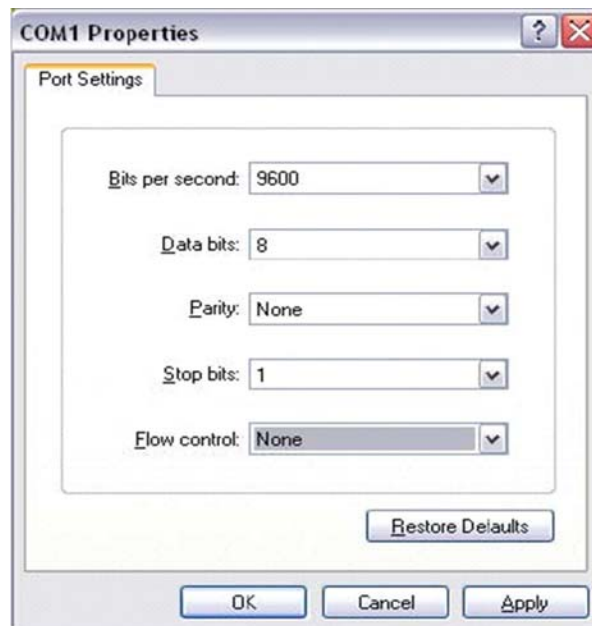 COM1 Properties
Port Settings
Bits per second: 9600
Data bits: 8
Parity: None
Stop bits: 1
Flow control: None
Restore Defaults
OK Cancel Apply